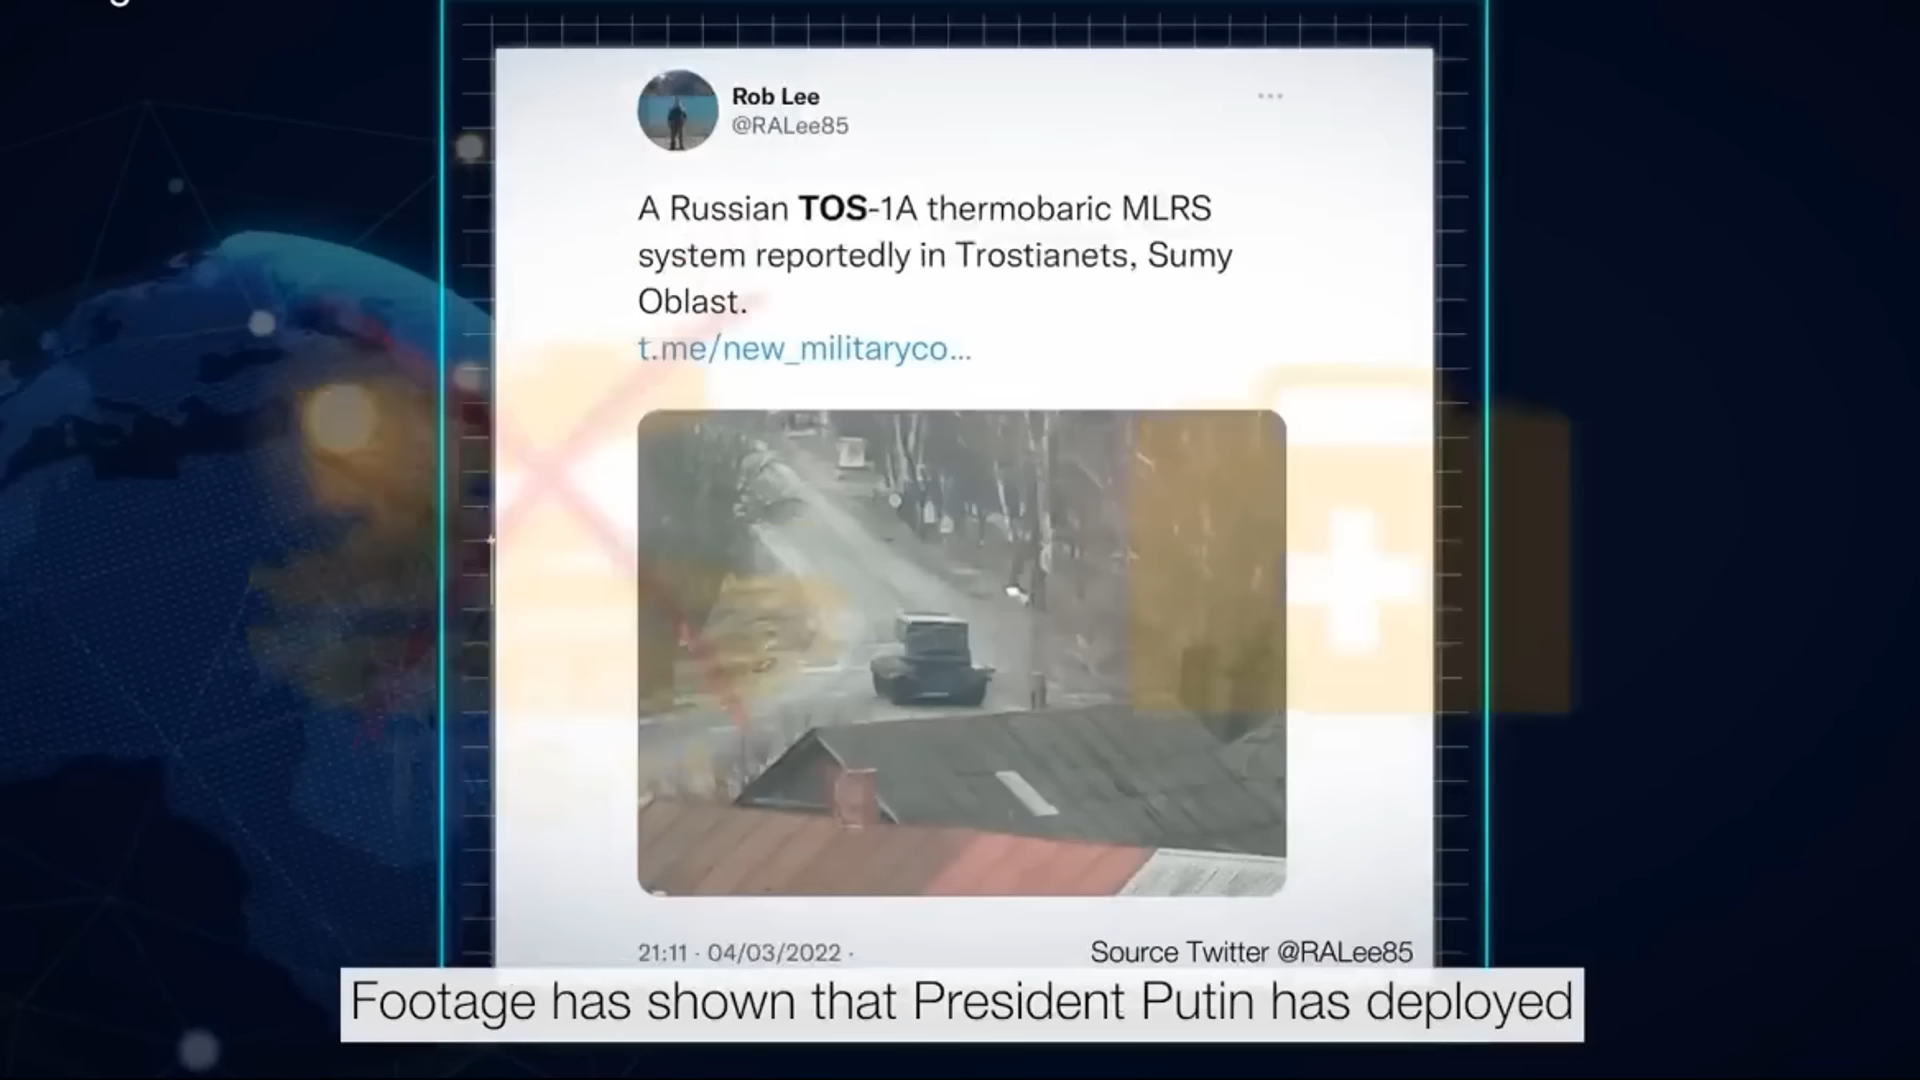 Rob Lee
@RALee85
A Russian TOS-1A thermobaric MLRS
system reportedly in Trostianets, Sumy
Oblast.
t.me/new_militaryco...
21:11 · 04/03/2022 ·
Source Twitter @RALee85
Footage has shown that President Putin has deployed